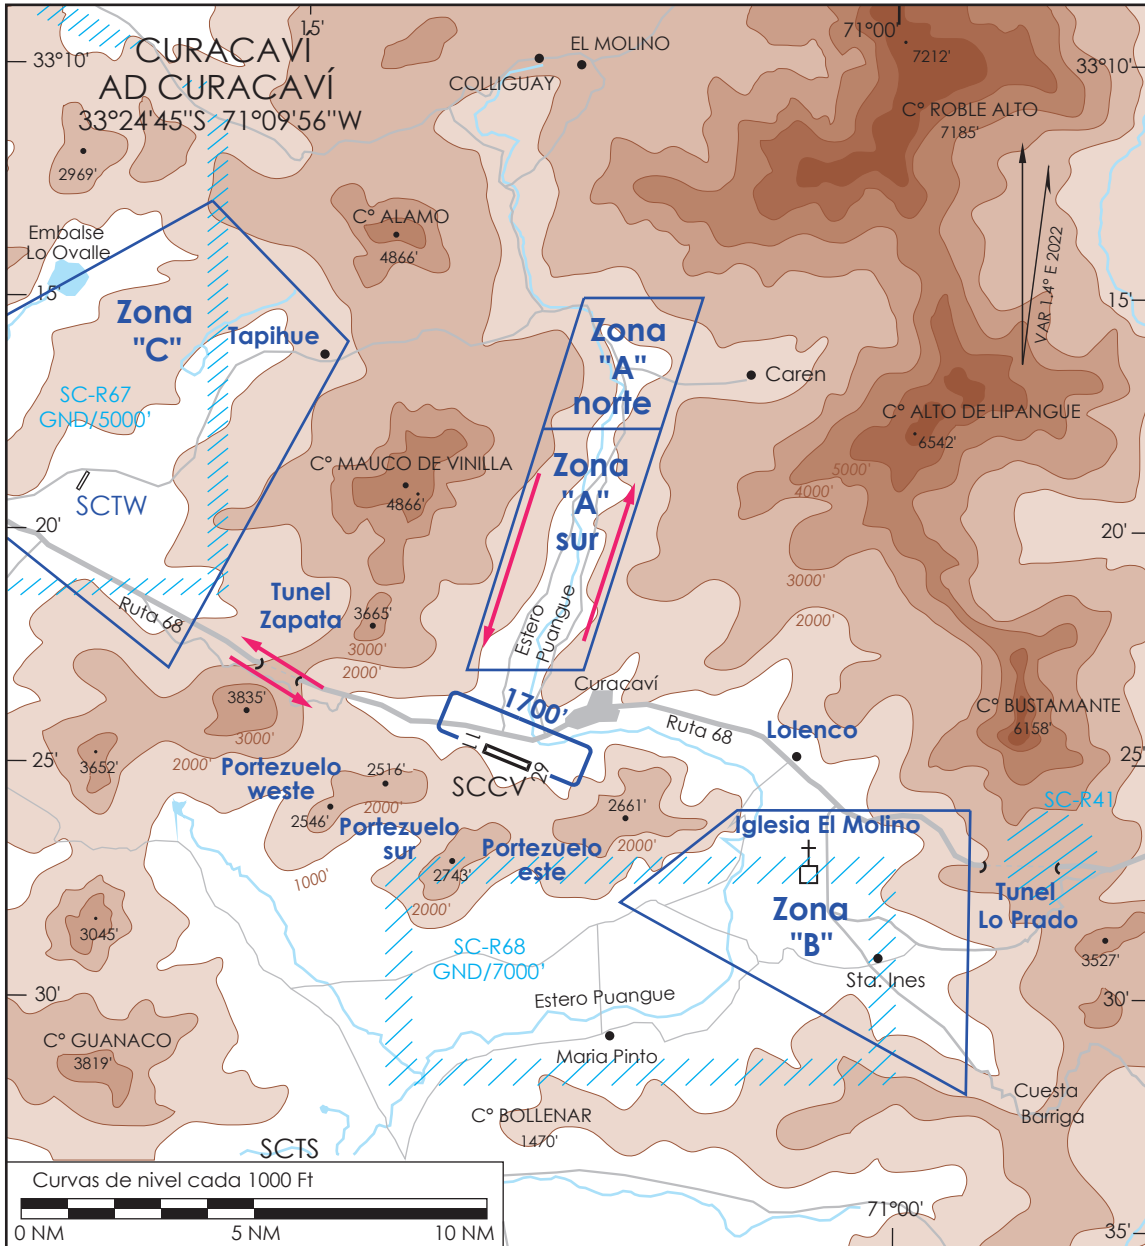 CURACAVÍ
AD CURACAVÍ
33°24'45"S 71°09'56"W
15'
71°00'
33°10'
33°10'
EL MOLINO
COLLIGUAY
7212'
C° ROBLE ALTO
7185'
2969'
C° ALAMO
4866'
Embalse
Lo Ovalle
15'
15'
VAR 1.4° E 2022
Zona
"C"
Tapihue
Zona
"A"
norte
Caren
SC-R67
GND/5000'
C° ALTO DE LIPANGUE
6542'
C° MAUCO DE VINILLA
4866'
Zona
"A"
sur
5000'
4000'
SCTW
20'
20'
3000'
2000'
Ruta 68
Tunel
Zapata
3665'
3000'
2000'
Estero
Puangue
Curacaví
1700'
3835'
3000'
C° BUSTAMANTE
6158'
Ruta 68
Lolenco
11
29
SCCV
25'
25'
3652'
2000'
Portezuelo
weste
2516'
2000'
2546'
2661'
2000'
SC-R41
Portezuelo
sur
Portezuelo
este
Iglesia El Molino
1000'
2743'
2000'
Tunel
Lo Prado
Zona
"B"
3045'
SC-R68
GND/7000'
3527'
Sta. Ines
30'
30'
Estero Puangue
C° GUANACO
3819'
Maria Pinto
Cuesta
Barriga
C° BOLLENAR
1470'
SCTS
Curvas de nivel cada 1000 Ft
0 NM
5 NM
10 NM
71°00'
35'